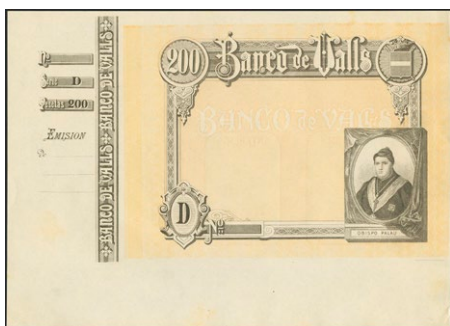 Serie D
Pesetas 200
EMISION
BANCO DE VALLS BANCO DE VALLS
200 Banco de Valls
BANCO DE VALLS
D
Nº
OBISPO PALAU